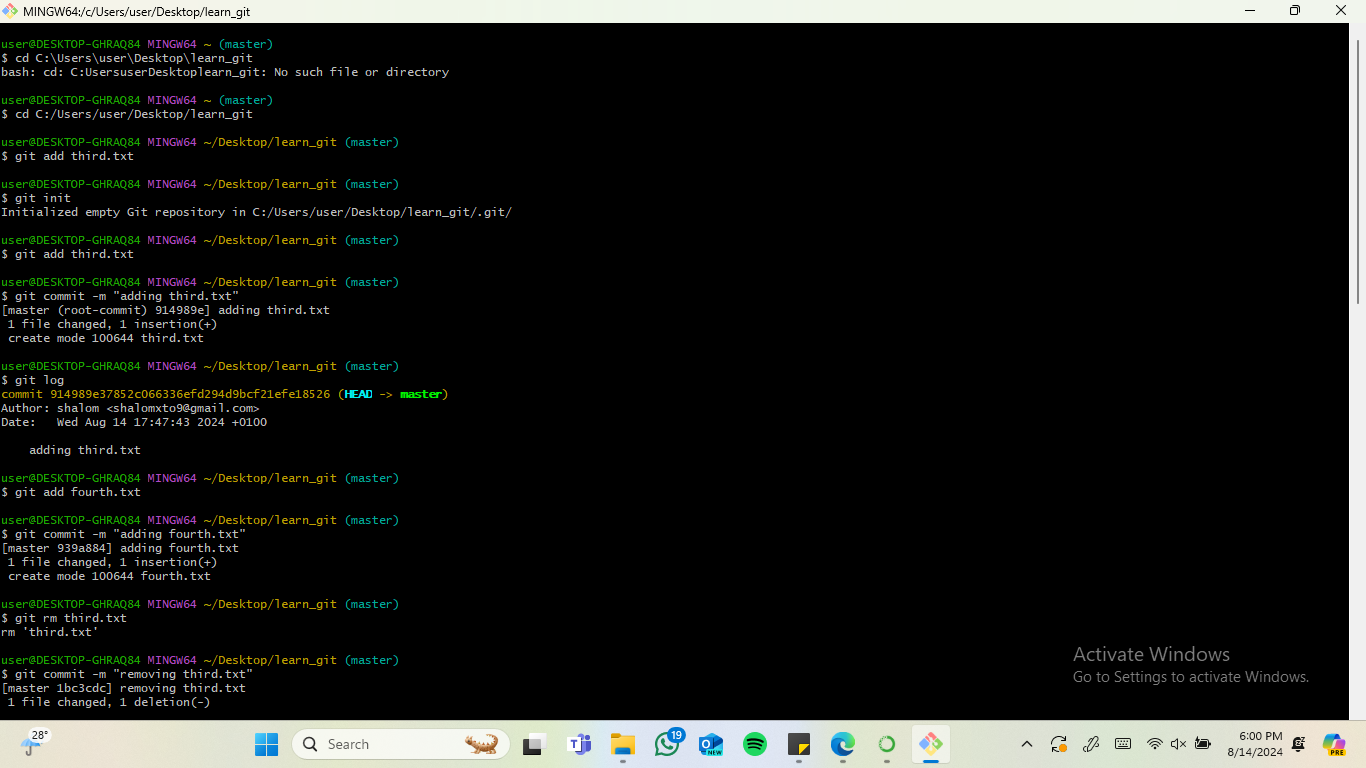 MINGW64:/c/Users/user/Desktop/learn_git
user@DESKTOP-GHRAQ84 MINGW64 ~ (master)
$ cd C:\Users\user\Desktop\learn_git
bash: cd: C:UsersuserDesktoplearn_git: No such file or directory
user@DESKTOP-GHRAQ84 MINGW64 ~ (master)
$ cd C:/Users/user/Desktop/learn_git
user@DESKTOP-GHRAQ84 MINGW64 ~/Desktop/learn_git (master)
$ git add third.txt
user@DESKTOP-GHRAQ84 MINGW64 ~/Desktop/learn_git (master)
$ git init
Initialized empty Git repository in C:/Users/user/Desktop/learn_git/.git/
user@DESKTOP-GHRAQ84 MINGW64 ~/Desktop/learn_git (master)
$ git add third.txt
user@DESKTOP-GHRAQ84 MINGW64 ~/Desktop/learn_git (master)
$ git commit -m "adding third.txt"
[master (root-commit) 914989e] adding third.txt
1 file changed, 1 insertion(+)
create mode 100644 third.txt
user@DESKTOP-GHRAQ84 MINGW64 ~/Desktop/learn_git (master)
$ git log
commit 914989e37852c066336efd294d9bcf21efe18526 (HEAD -> master)
Author: shalom <shalomxto9@gmail.com>
Date:   Wed Aug 14 17:47:43 2024 +0100
adding third.txt
user@DESKTOP-GHRAQ84 MINGW64 ~/Desktop/learn_git (master)
$ git add fourth.txt
user@DESKTOP-GHRAQ84 MINGW64 ~/Desktop/learn_git (master)
$ git commit -m "adding fourth.txt"
[master 939a884] adding fourth.txt
1 file changed, 1 insertion(+)
create mode 100644 fourth.txt
user@DESKTOP-GHRAQ84 MINGW64 ~/Desktop/learn_git (master)
$ git rm third.txt
rm 'third.txt'
user@DESKTOP-GHRAQ84 MINGW64 ~/Desktop/learn_git (master)
$ git commit -m "removing third.txt"
[master 1bc3cdc] removing third.txt
1 file changed, 1 deletion(-)
Activate Windows
Go to Settings to activate Windows.
28°
Search
19
NEW
6:00 PM
8/14/2024
PRE